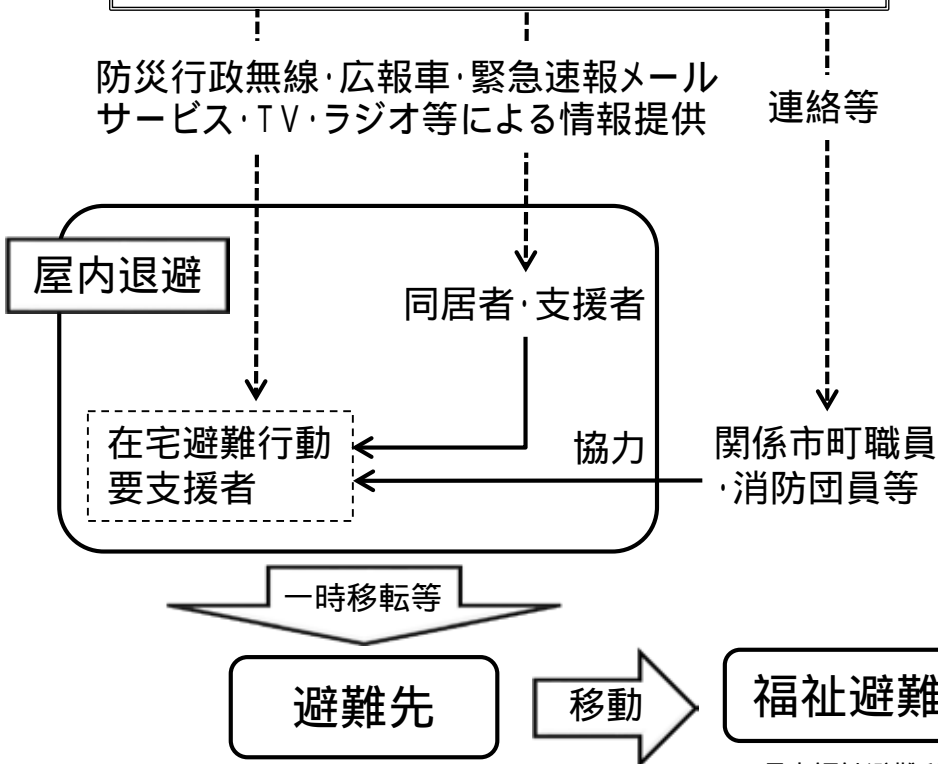 防災行政無線・広報車・緊急速報メール
サービス・TV・ラジオ等による情報提供
連絡等
屋内退避
同居者・支援者
在宅避難行動
要支援者
協力
関係市町職員
・消防団員等
一時移転等
避難先
移動
福祉避難